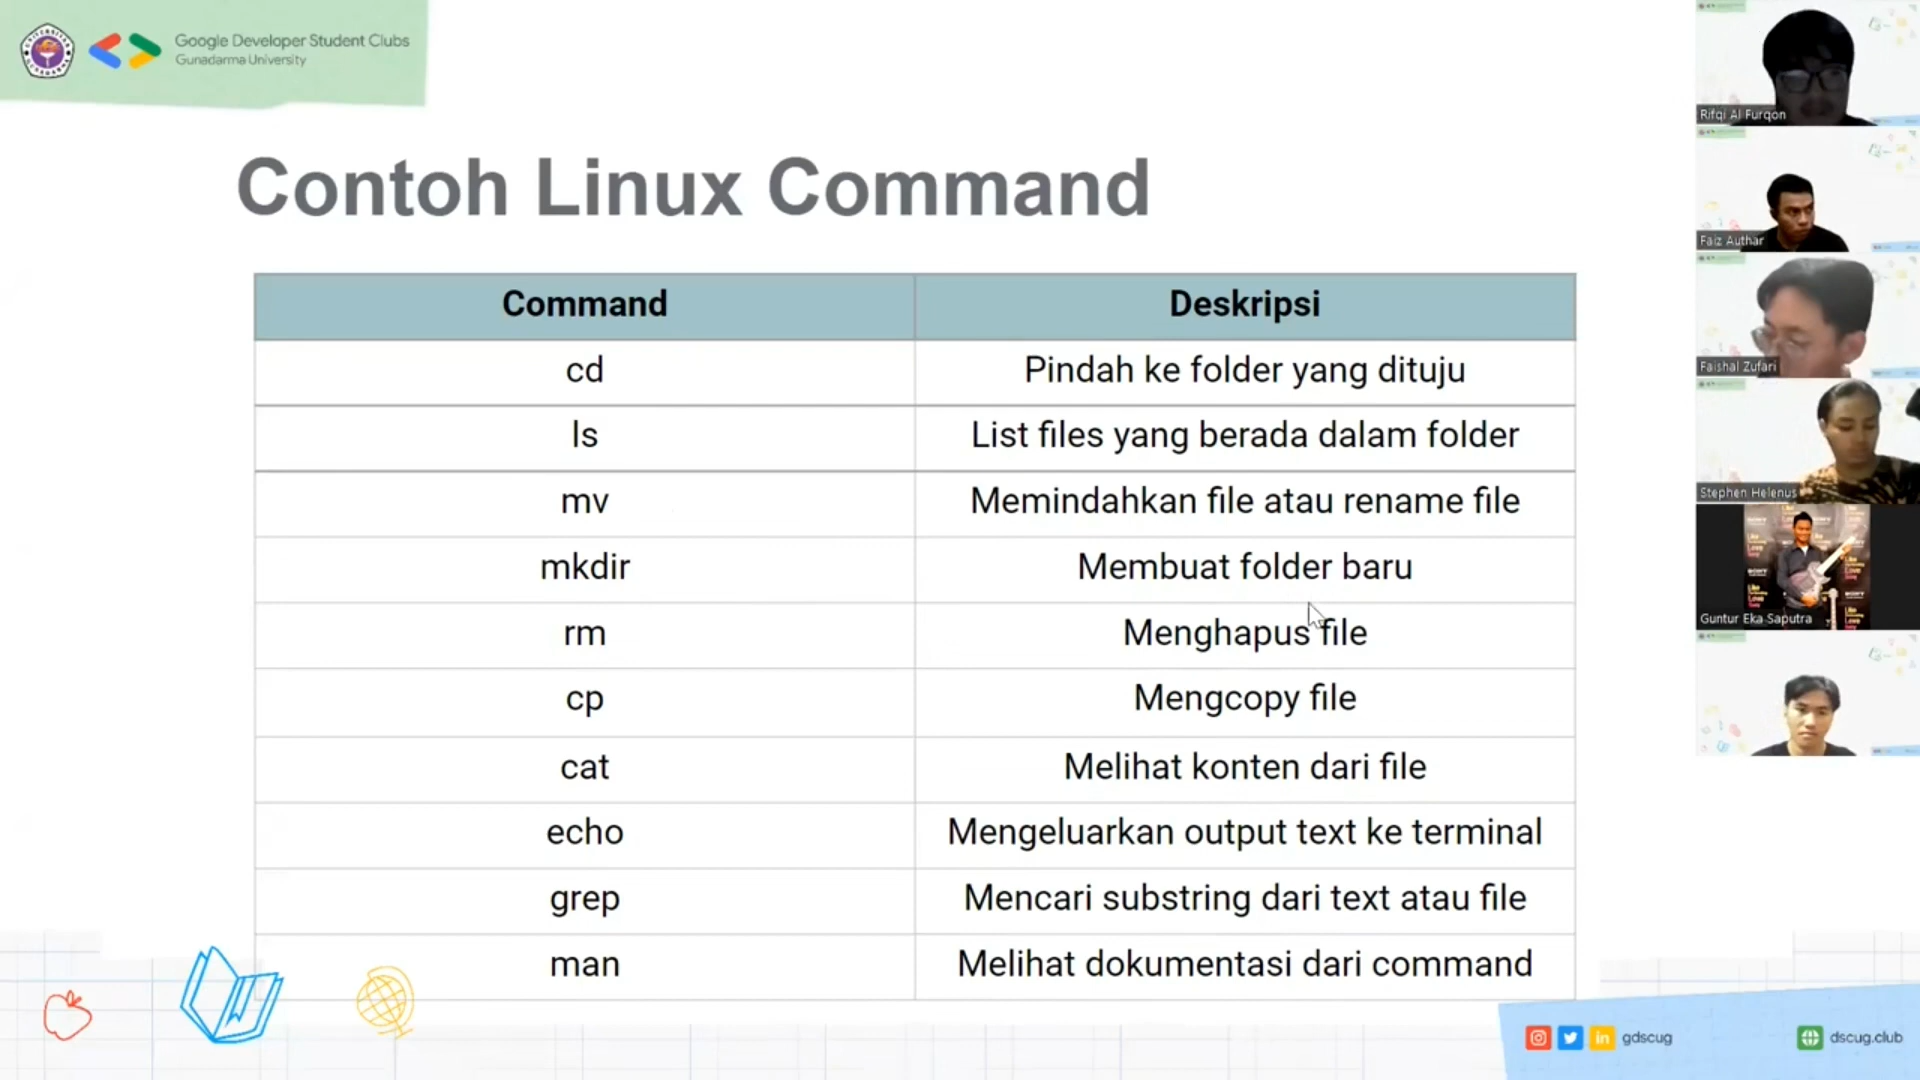 Google Developer Student Clubs
Gunadarma University
Contoh Linux Command
Command Deskripsi
cd Pindah ke folder yang dituju
ls List files yang berada dalam folder
mv Memindahkan file atau rename file
mkdir Membuat folder baru
rm Menghapus file
cp Mengcopy file
cat Melihat konten dari file
echo Mengeluarkan output text ke terminal
grep Mencari substring dari text atau file
man Melihat dokumentasi dari command
gdscug
dscug.club
Rifqi Al Furqon
Faiz Authar
Faishal Zufari
Stephen Helenus
Guntur Eka Saputra